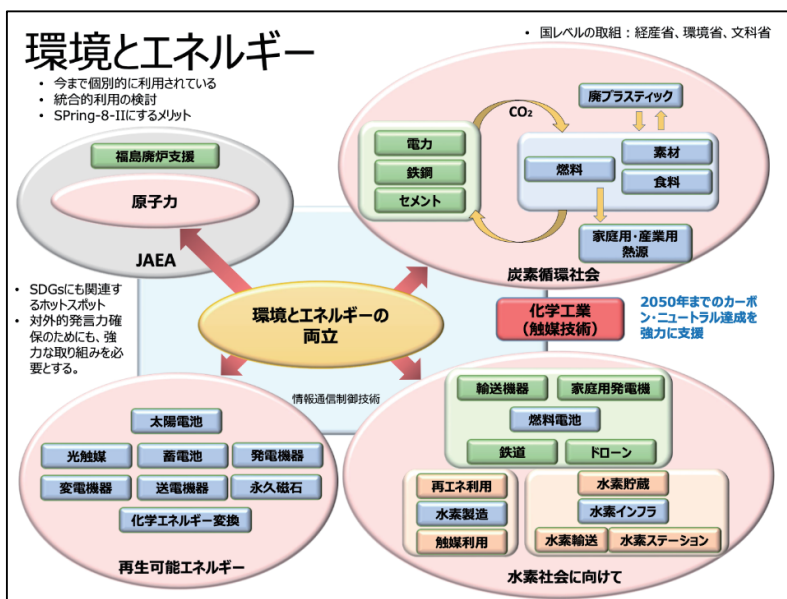 環境とエネルギー
• 国レベルの取組：経産省、環境省、文科省
• 今まで個別的に利用されている
• 統合的利用の検討
• SPring-8-IIにするメリット
福島廃炉支援
原子力
JAEA
CO₂
廃プラスティック
電力
鉄鋼
セメント
燃料
素材
食料
家庭用・産業用
熱源
炭素循環社会
• SDGsにも関連す
るホットスポット
• 対外的発言力確
保のためにも、強
力な取り組みを必
要とする。
環境とエネルギーの
両立
化学工業
（触媒技術）
2050年までのカーボ
ン・ニュートラル達成を
強力に支援
情報通信制御技術
太陽電池
光触媒
蓄電池
発電機器
変電機器
送電機器
永久磁石
化学エネルギー変換
再生可能エネルギー
輸送機器
家庭用発電機
燃料電池
鉄道
ドローン
再エネ利用
水素製造
触媒利用
水素貯蔵
水素インフラ
水素輸送
水素ステーション
水素社会に向けて